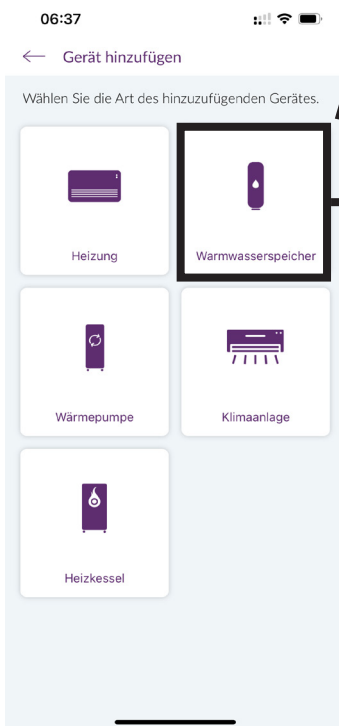 06:37
Gerät hinzufügen
Wählen Sie die Art des hinzuzufügenden Gerätes.
Heizung
Warmwasserspeicher
Wärmepumpe
Klimaanlage
Heizkessel